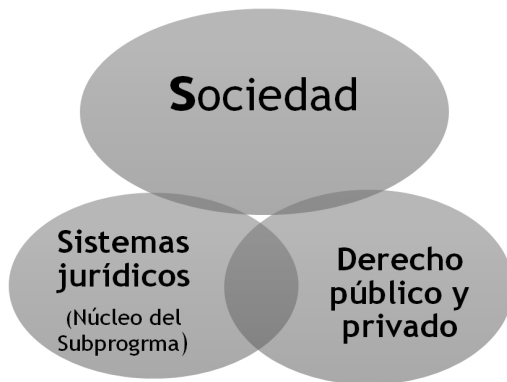 Sociedad
Sistemas
jurídicos
(Núcleo del
Subprogrma)
Derecho
público y
privado